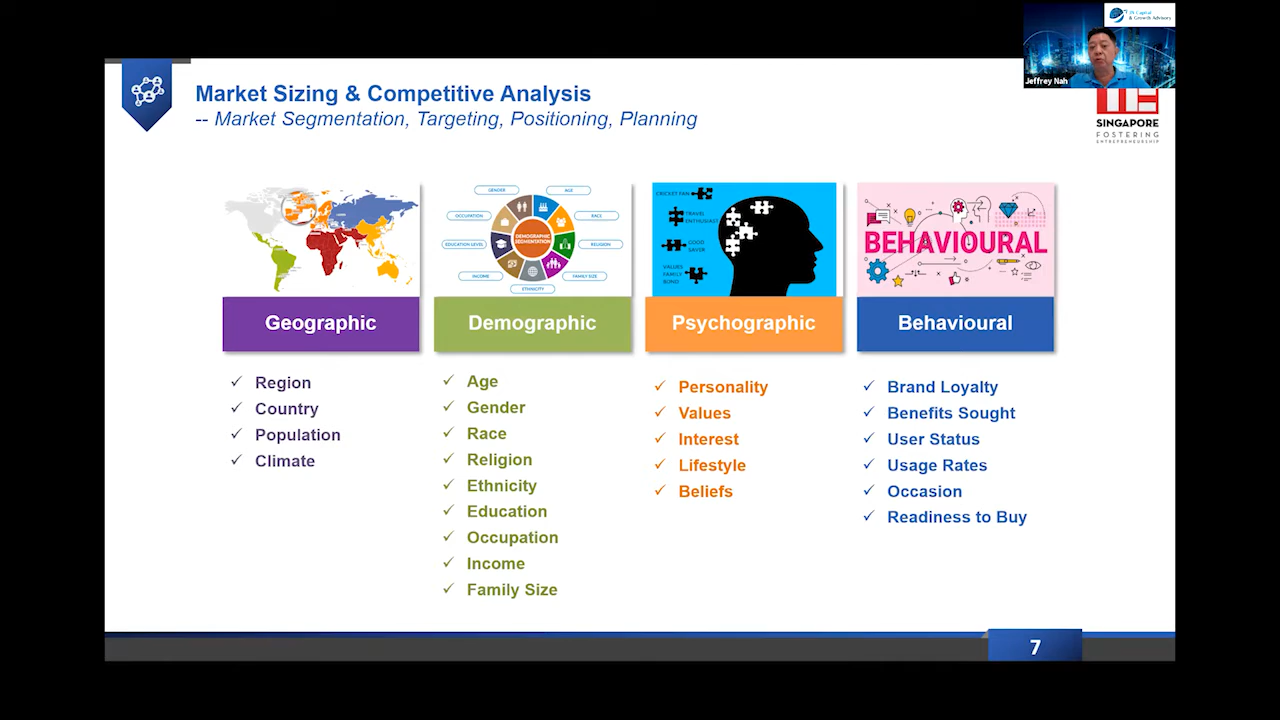 & Growth Advisors
Jeffrey Nah
Market Sizing & Competitive Analysis
-- Market Segmentation, Targeting, Positioning, Planning
SINGAPORE
FOSTERING
ENTREPRENEURSHIP
GENDER
AGE
OCCUPATION
RACE
EDUCATION LEVEL
DEMOGRAPHIC
SEGMENTATION
RELIGION
INCOME
FAMILY SIZE
ETHNICITY
CRICKET FAN
TRAVEL
ENTHUSIAST
GOOD
SAVER
VALUES
FAMILY
BOND
BEHAVIOURAL
Geographic
Demographic
Psychographic
Behavioural
✓ Region
✓ Country
✓ Population
✓ Climate
✓ Age
✓ Gender
✓ Race
✓ Religion
✓ Ethnicity
✓ Education
✓ Occupation
✓ Income
✓ Family Size
✓ Personality
✓ Values
✓ Interest
✓ Lifestyle
✓ Beliefs
✓ Brand Loyalty
✓ Benefits Sought
✓ User Status
✓ Usage Rates
✓ Occasion
✓ Readiness to Buy
7